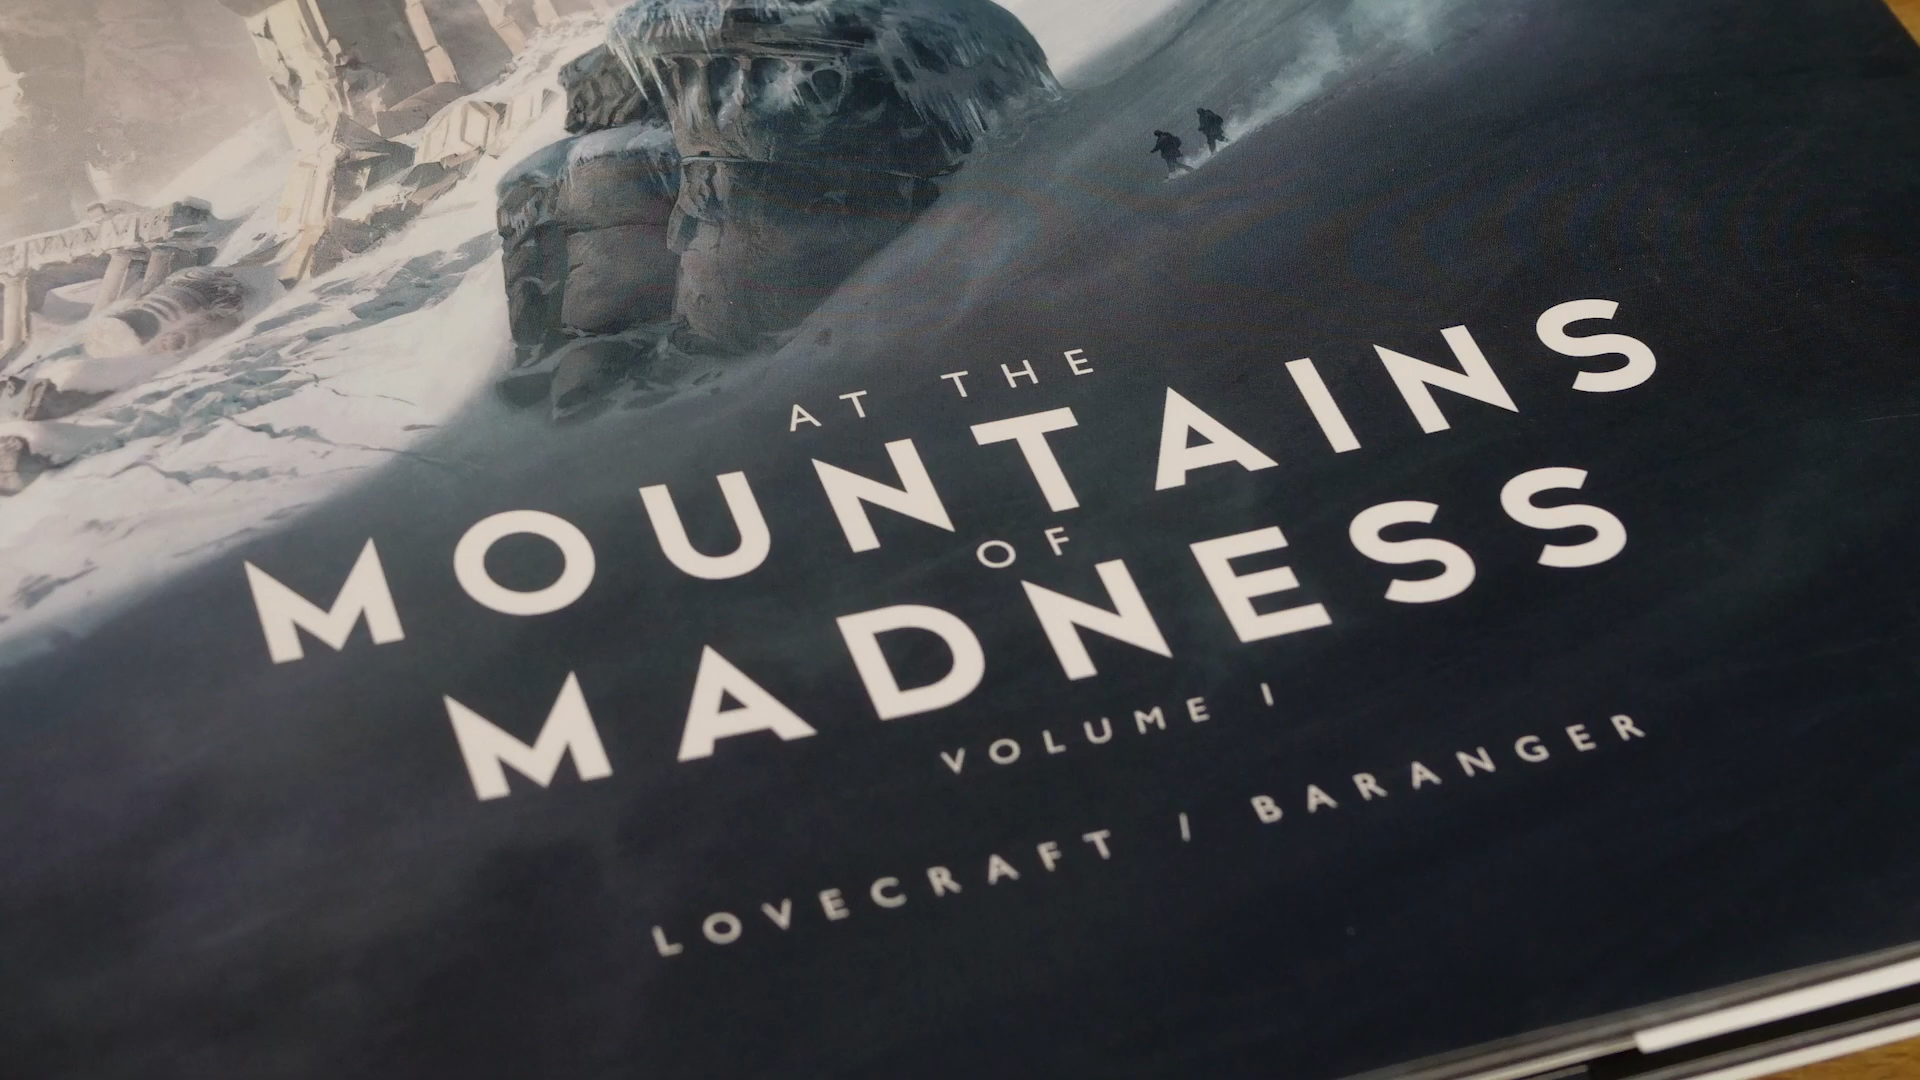 AT THE
MOUNTAINS
OF
MADNESS
VOLUME I
LOVECRAFT / BARANGER